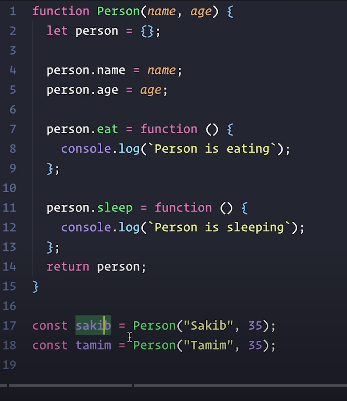 1 function Person(name, age) {
2   let person = {};
3
4   person.name = name;
5   person.age = age;
6
7   person.eat = function () {
8     console.log(`Person is eating`);
9   };
10
11   person.sleep = function () {
12     console.log(`Person is sleeping`);
13   };
14   return person;
15 }
16
17 const sakib = Person("Sakib", 35);
18 const tamim = Person("Tamim", 35);
19